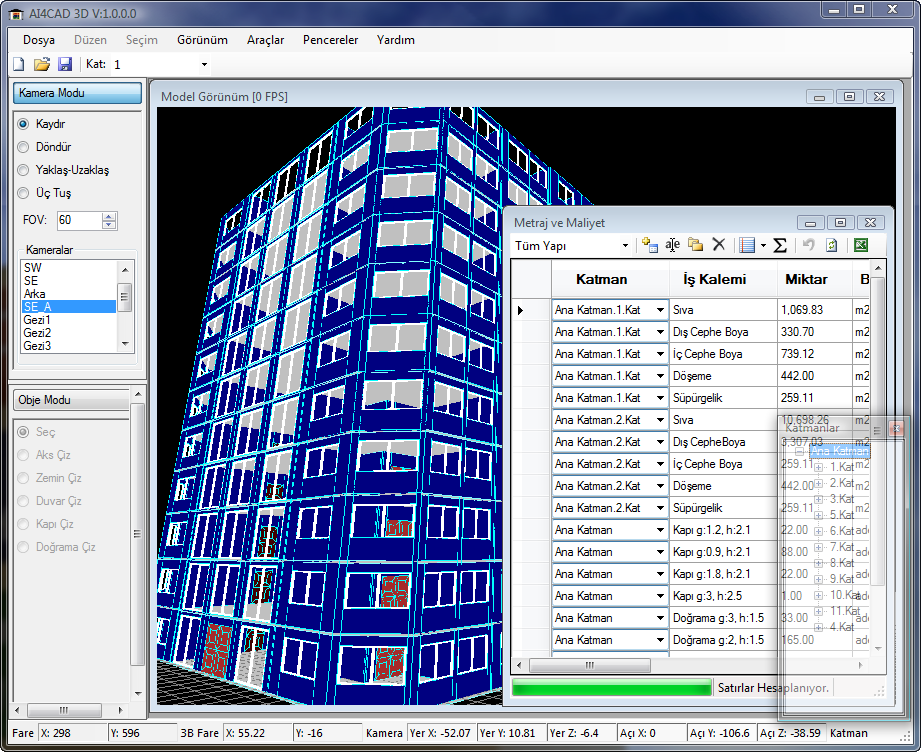 AI4CAD 3D V:1.0.0.0
Dosya Düzen Seçim Görünüm Araçlar Pencereler Yardım
Kat: 1
Kamera Modu
Kaydır
Döndür
Yaklaş-Uzaklaş
Üç Tuş
FOV: 60
Kameralar
SW
SE
Arka
SE_A
Gezi1
Gezi2
Gezi3
Obje Modu
Seç
Aks Çiz
Zemin Çiz
Duvar Çiz
Kapı Çiz
Doğrama Çiz
Model Görünüm [0 FPS]
Metraj ve Maliyet
Tüm Yapı
Katman İş Kalemi Miktar B
Ana Katman.1.Kat Sıva 1,069.83 m2
Ana Katman.1.Kat Dış Cephe Boya 330.70 m2
Ana Katman.1.Kat İç Cephe Boya 739.12 m2
Ana Katman.1.Kat Döşeme 442.00 m2
Ana Katman.1.Kat Süpürgelik 259.11 m2
Ana Katman.2.Kat Sıva 10,698.26 m2
Ana Katman.2.Kat Dış CepheBoya 3,307.03 m2
Ana Katman.2.Kat İç Cephe Boya 259.11 m2
Ana Katman.2.Kat Döşeme 442.00 m2
Ana Katman.2.Kat Süpürgelik 259.11 m2
Ana Katman Kapı g:1.2, h:2.1 22.00
Ana Katman Kapı g:0.9, h:2.1 88.00 ade
Ana Katman Kapı g:1.8, h:2.1 22.00 ade
Ana Katman Kapı g:3, h:2.5 1.00 ade
Ana Katman Doğrama g:3, h:1.5 33.00 ade
Ana Katman Doğrama g:2, h:1.5 165.00 ade
Satırlar Hesaplanıyor.
Katmanlar
Ana Katman
1.Kat
2.Kat
3.Kat
5.Kat
6.Kat
7.Kat
8.Kat
9.Kat
10.Kat
11.Kat
4.Kat
Fare X: 298 Y: 596 3B Fare X: 55.22 Y: -16 Kamera Yer X: -52.07 Yer Y: 10.81 Yer Z: -6.4 Açı X: 0 Açı Y: -106.6 Açı Z: -38.59 Katman